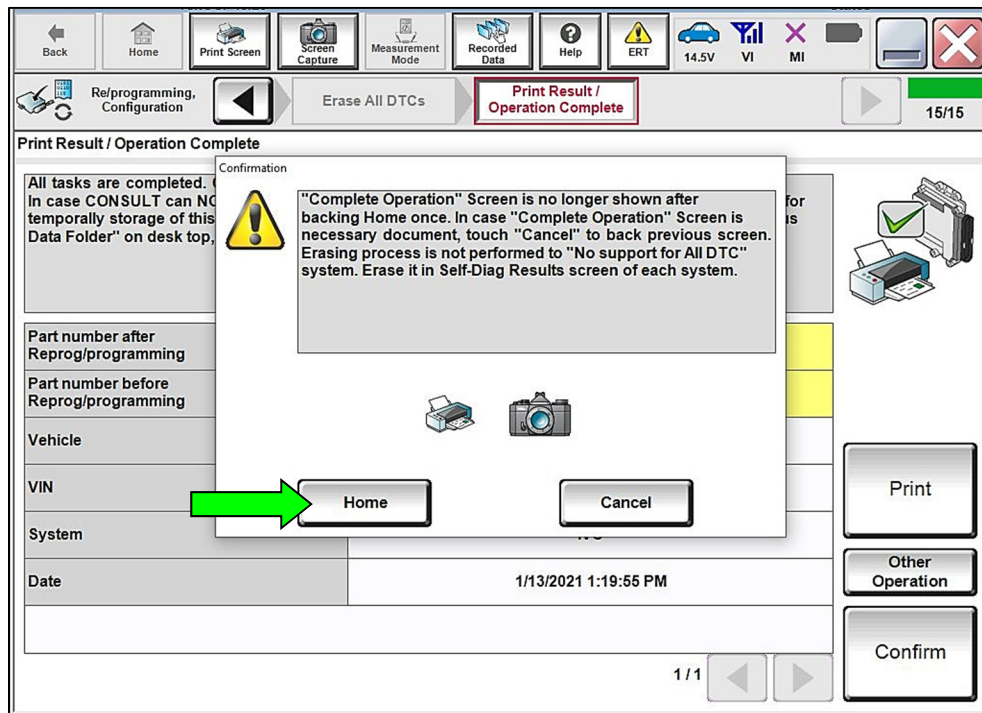 Back
Home
Print Screen
Screen
Capture
Measurement
Mode
Recorded
Data
Help
ERT
14.5V
VI
MI
Re/programming,
Configuration
Erase All DTCs
Print Result /
Operation Complete
15/15
Print Result / Operation Complete
All tasks are completed.
In case CONSULT can
temporally storage of this
Data Folder" on desk top,
for
Confirmation
"Complete Operation" Screen is no longer shown after
backing Home once. In case "Complete Operation" Screen is
necessary document, touch "Cancel" to back previous screen.
Erasing process is not performed to "No support for All DTC"
system. Erase it in Self-Diag Results screen of each system.
Home
Cancel
Part number after
Reprog/programming
Part number before
Reprog/programming
Vehicle
VIN
System
Date
1/13/2021 1:19:55 PM
1/1
Print
Other
Operation
Confirm